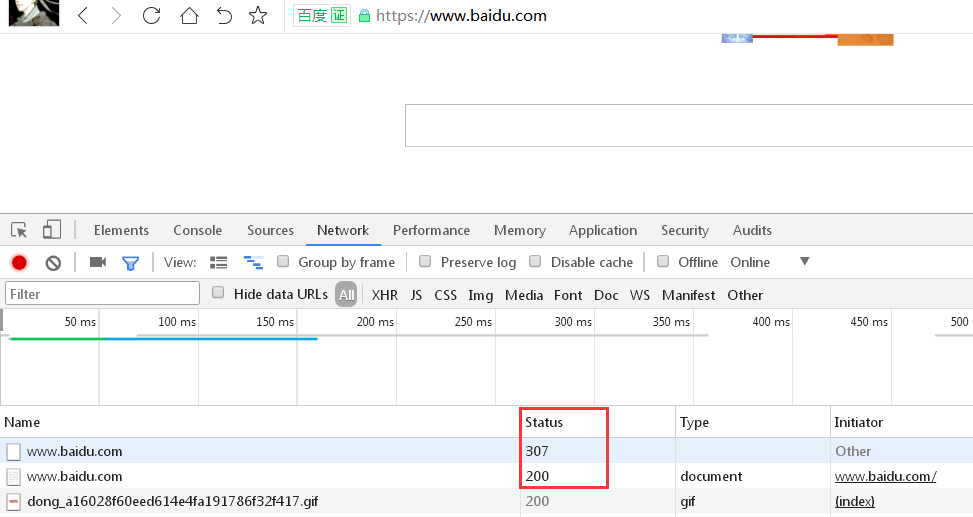 百度 证 https://www.baidu.com
Elements Console Sources Network Performance Memory Application Security Audits
View: Group by frame Preserve log Disable cache Offline Online
Filter Hide data URLs All XHR JS CSS Img Media Font Doc WS Manifest Other
50 ms 100 ms 150 ms 200 ms 250 ms 300 ms 350 ms 400 ms 450 ms 500
Name Status Type Initiator
www.baidu.com 307 Other
www.baidu.com 200 document www.baidu.com/
dong_a16028f60eed614e4fa191786f32f417.gif 200 gif (index)